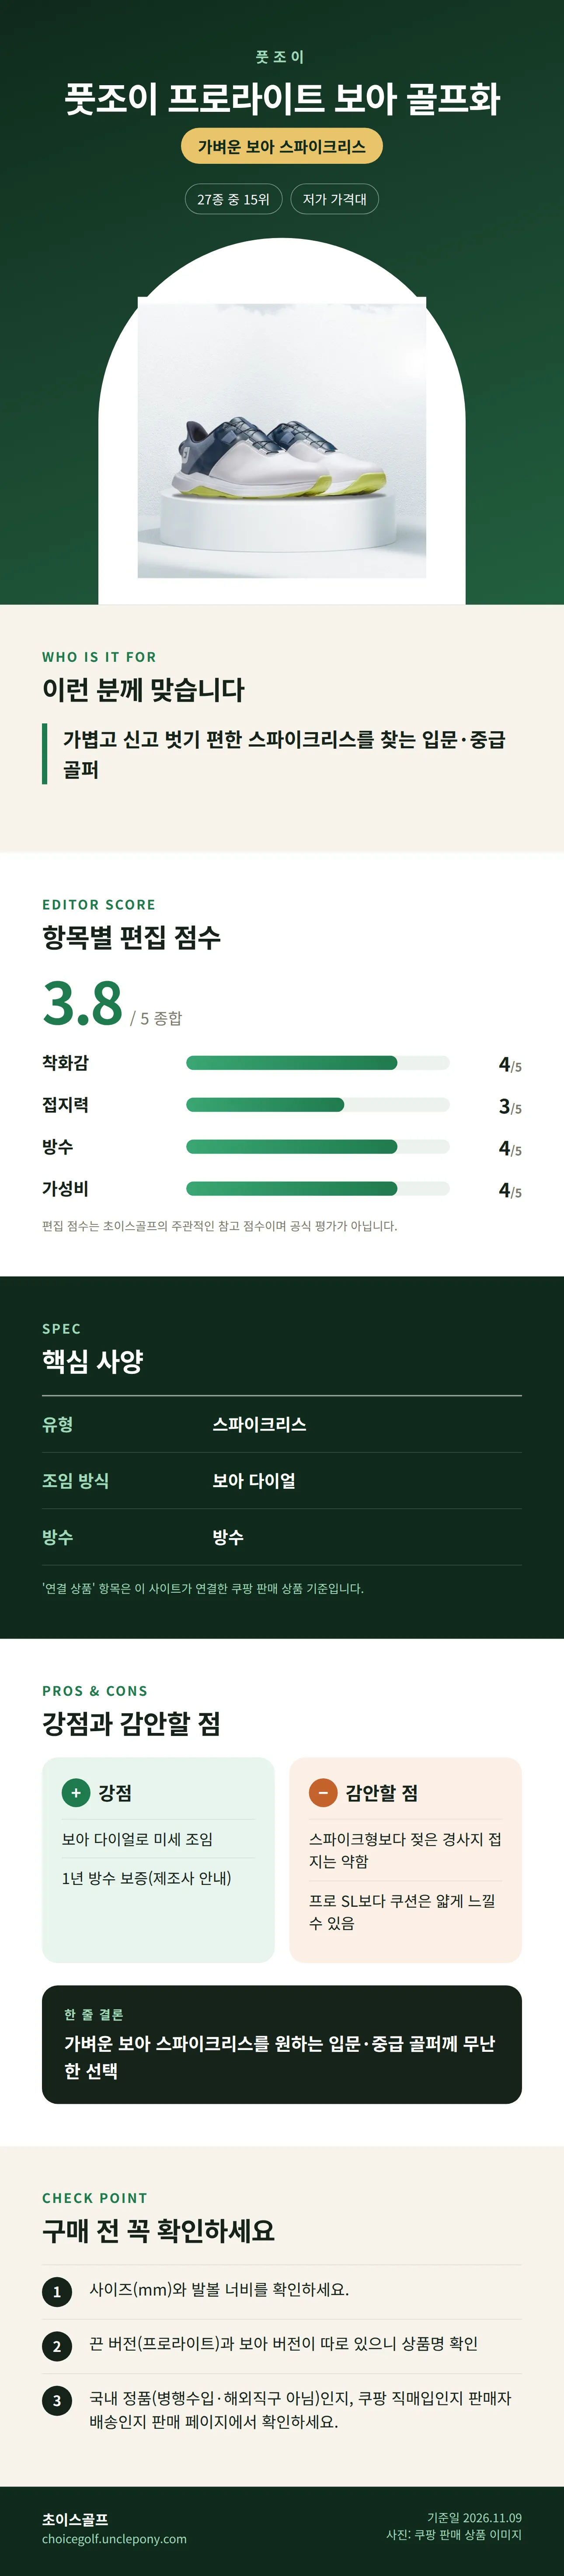 풋조이
풋조이 프로라이트 보아 골프화
가벼운 보아 스파이크리스
27종 중 15위
저가 가격대
WHO IS IT FOR
이런 분께 맞습니다
가볍고 신고 벗기 편한 스파이크리스를 찾는 입문·중급
골퍼
EDITOR SCORE
항목별 편집 점수
3.8 / 5 종합
착화감 4/5
접지력 3/5
방수 4/5
가성비 4/5
편집 점수는 초이스골프의 주관적인 참고 점수이며 공식 평가가 아닙니다.
SPEC
핵심 사양
유형 스파이크리스
조임 방식 보아 다이얼
방수 방수
'연결 상품' 항목은 이 사이트가 연결한 쿠팡 판매 상품 기준입니다.
PROS & CONS
강점과 감안할 점
+ 강점
보아 다이얼로 미세 조임
1년 방수 보증(제조사 안내)
− 감안할 점
스파이크형보다 젖은 경사지 접
지는 약함
프로 SL보다 쿠션은 얇게 느낄
수 있음
한 줄 결론
가벼운 보아 스파이크리스를 원하는 입문·중급 골퍼께 무난
한 선택
CHECK POINT
구매 전 꼭 확인하세요
1 사이즈(mm)와 발볼 너비를 확인하세요.
2 끈 버전(프로라이트)과 보아 버전이 따로 있으니 상품명 확인
3 국내 정품(병행수입·해외직구 아님)인지, 쿠팡 직매입인지 판매자
배송인지 판매 페이지에서 확인하세요.
초이스골프
choicegolf.unclepony.com
기준일 2026.11.09
사진: 쿠팡 판매 상품 이미지